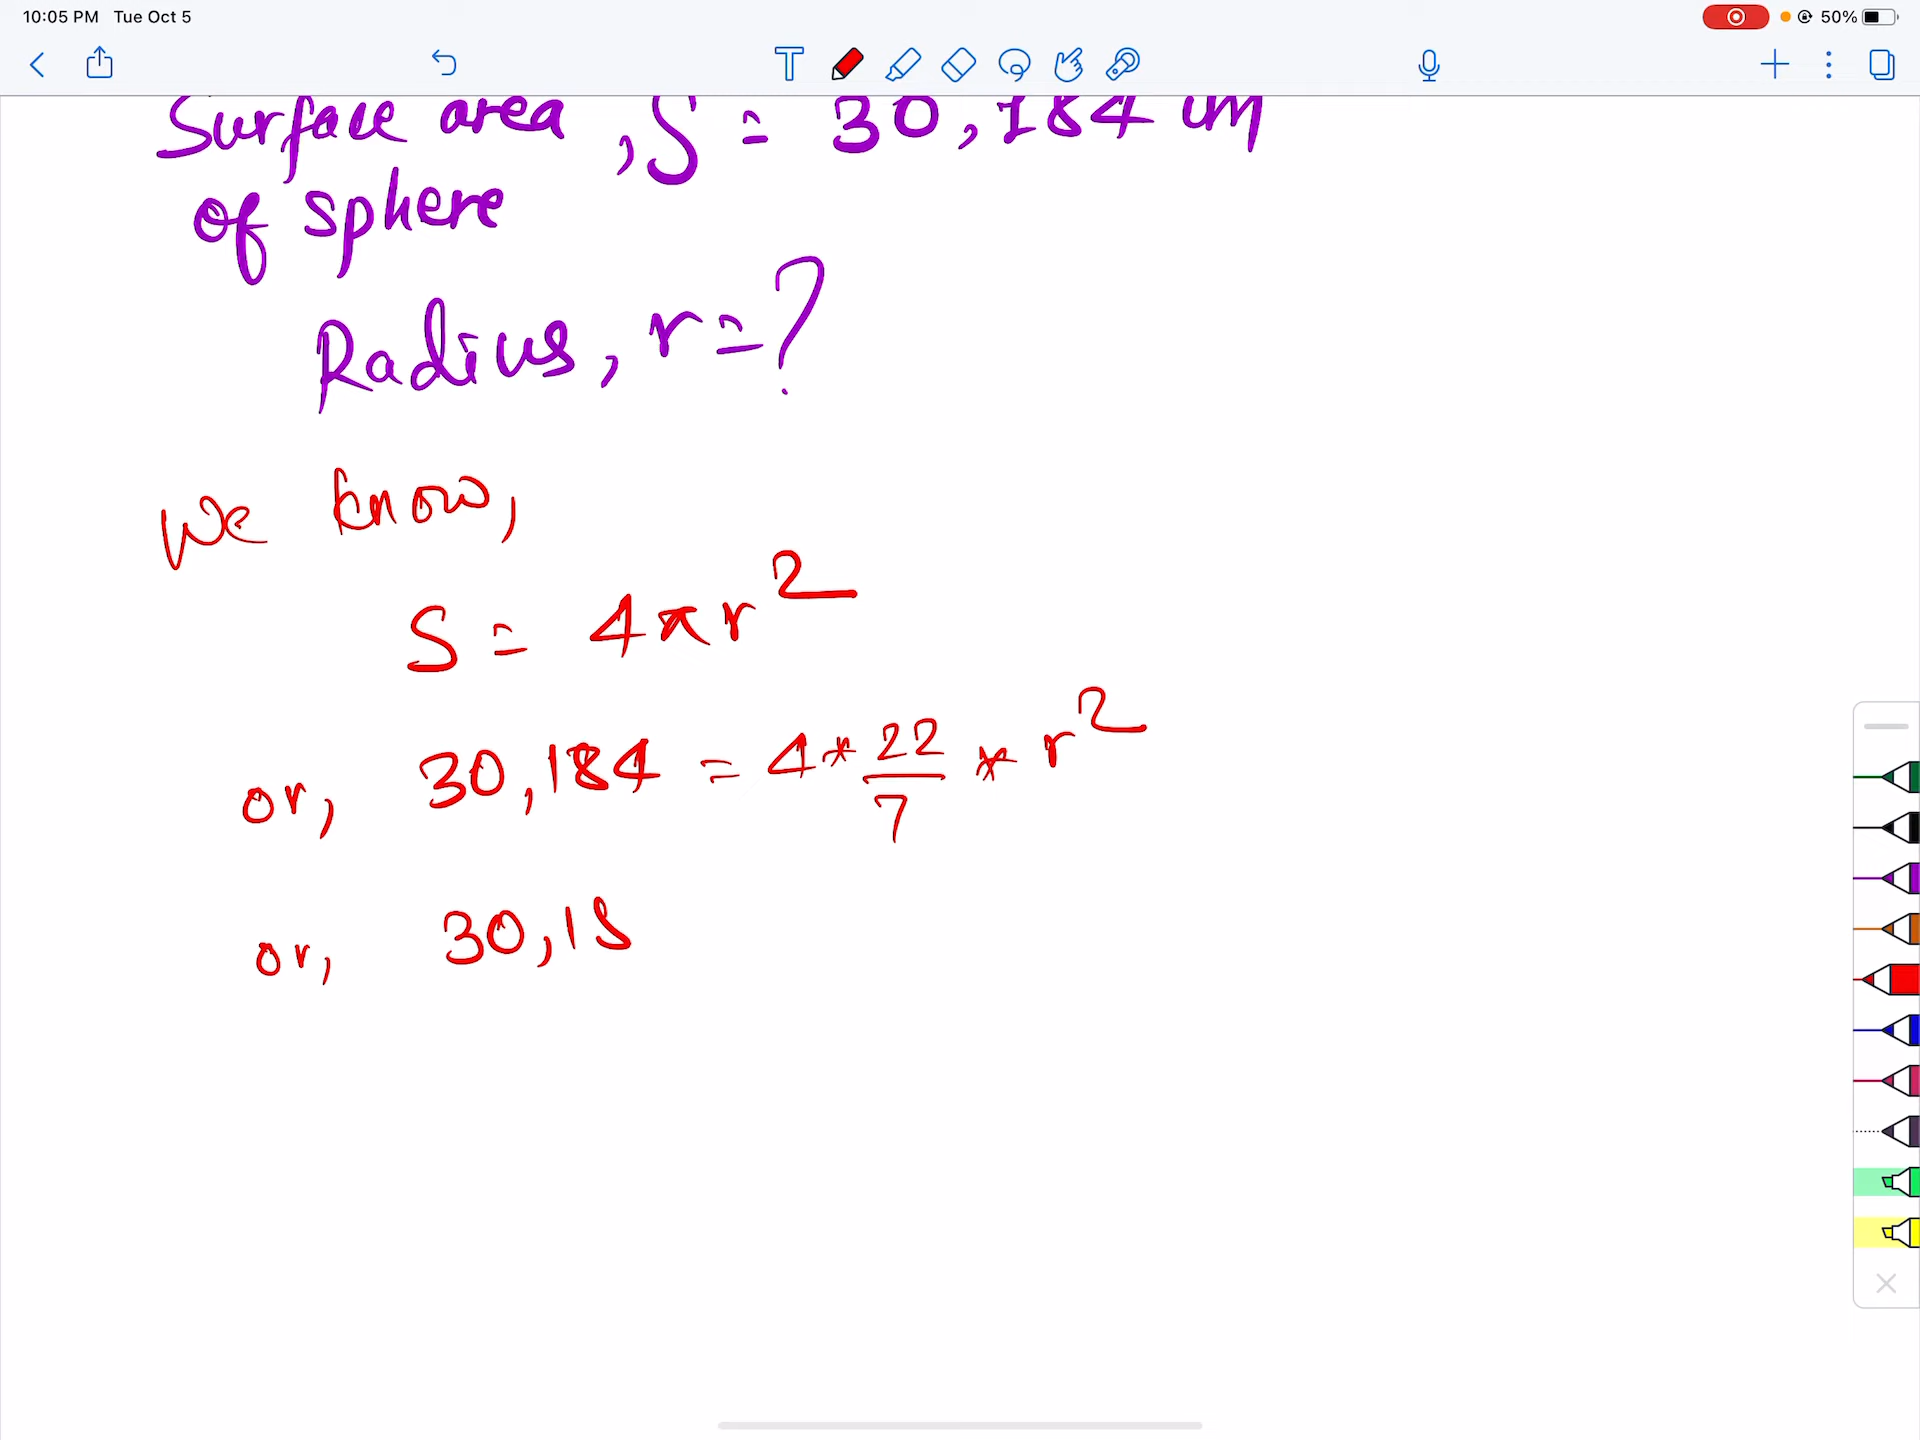 10:05 PM Tue Oct 5
50%
Surface area, S = 30,184 cm
of sphere
Radius, r = ?
We know,
S = 4πr²
or, 30,184 = 4 * 22/7 * r²
or, 30,18